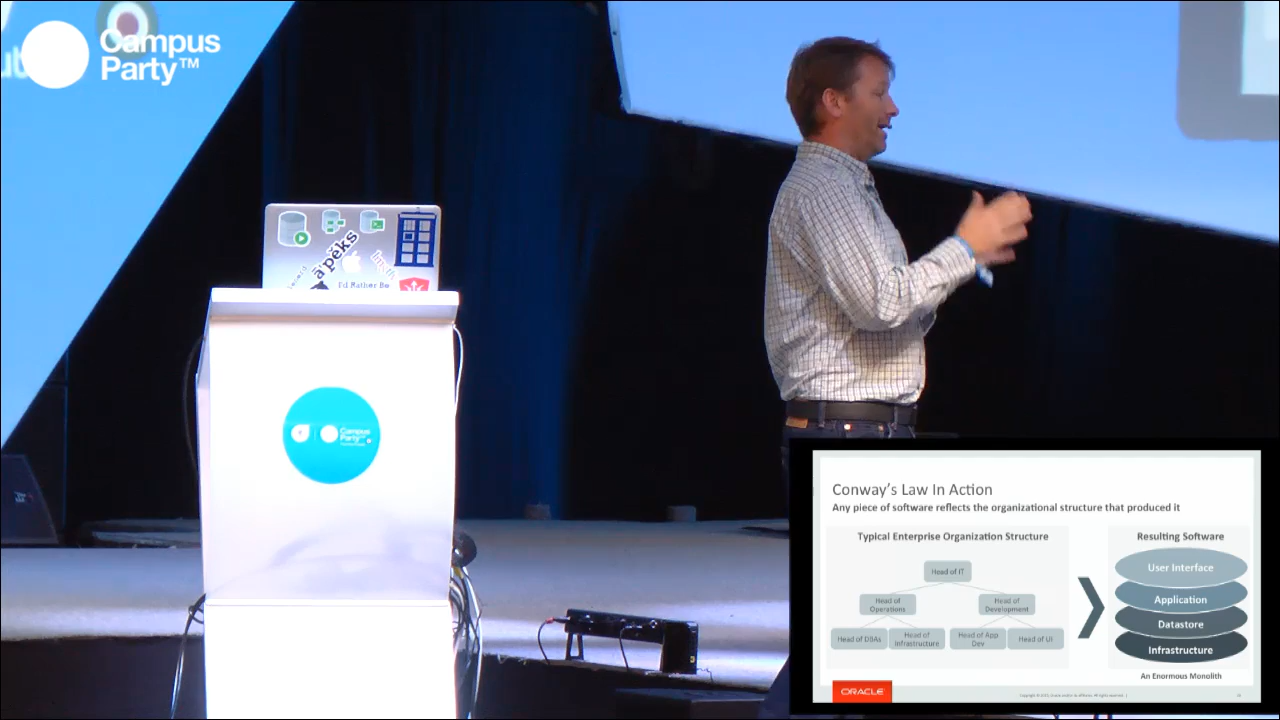 Campus
Party™
äpēks
I'd Rather Be
Campus
Party
Conway's Law In Action
Any piece of software reflects the organizational structure that produced it
Typical Enterprise Organization Structure
Resulting Software
Head of IT
Head of
Operations
Head of
Development
Head of DBAs
Head of
Infrastructure
Head of App
Dev
Head of UI
User Interface
Application
Datastore
Infrastructure
An Enormous Monolith
ORACLE